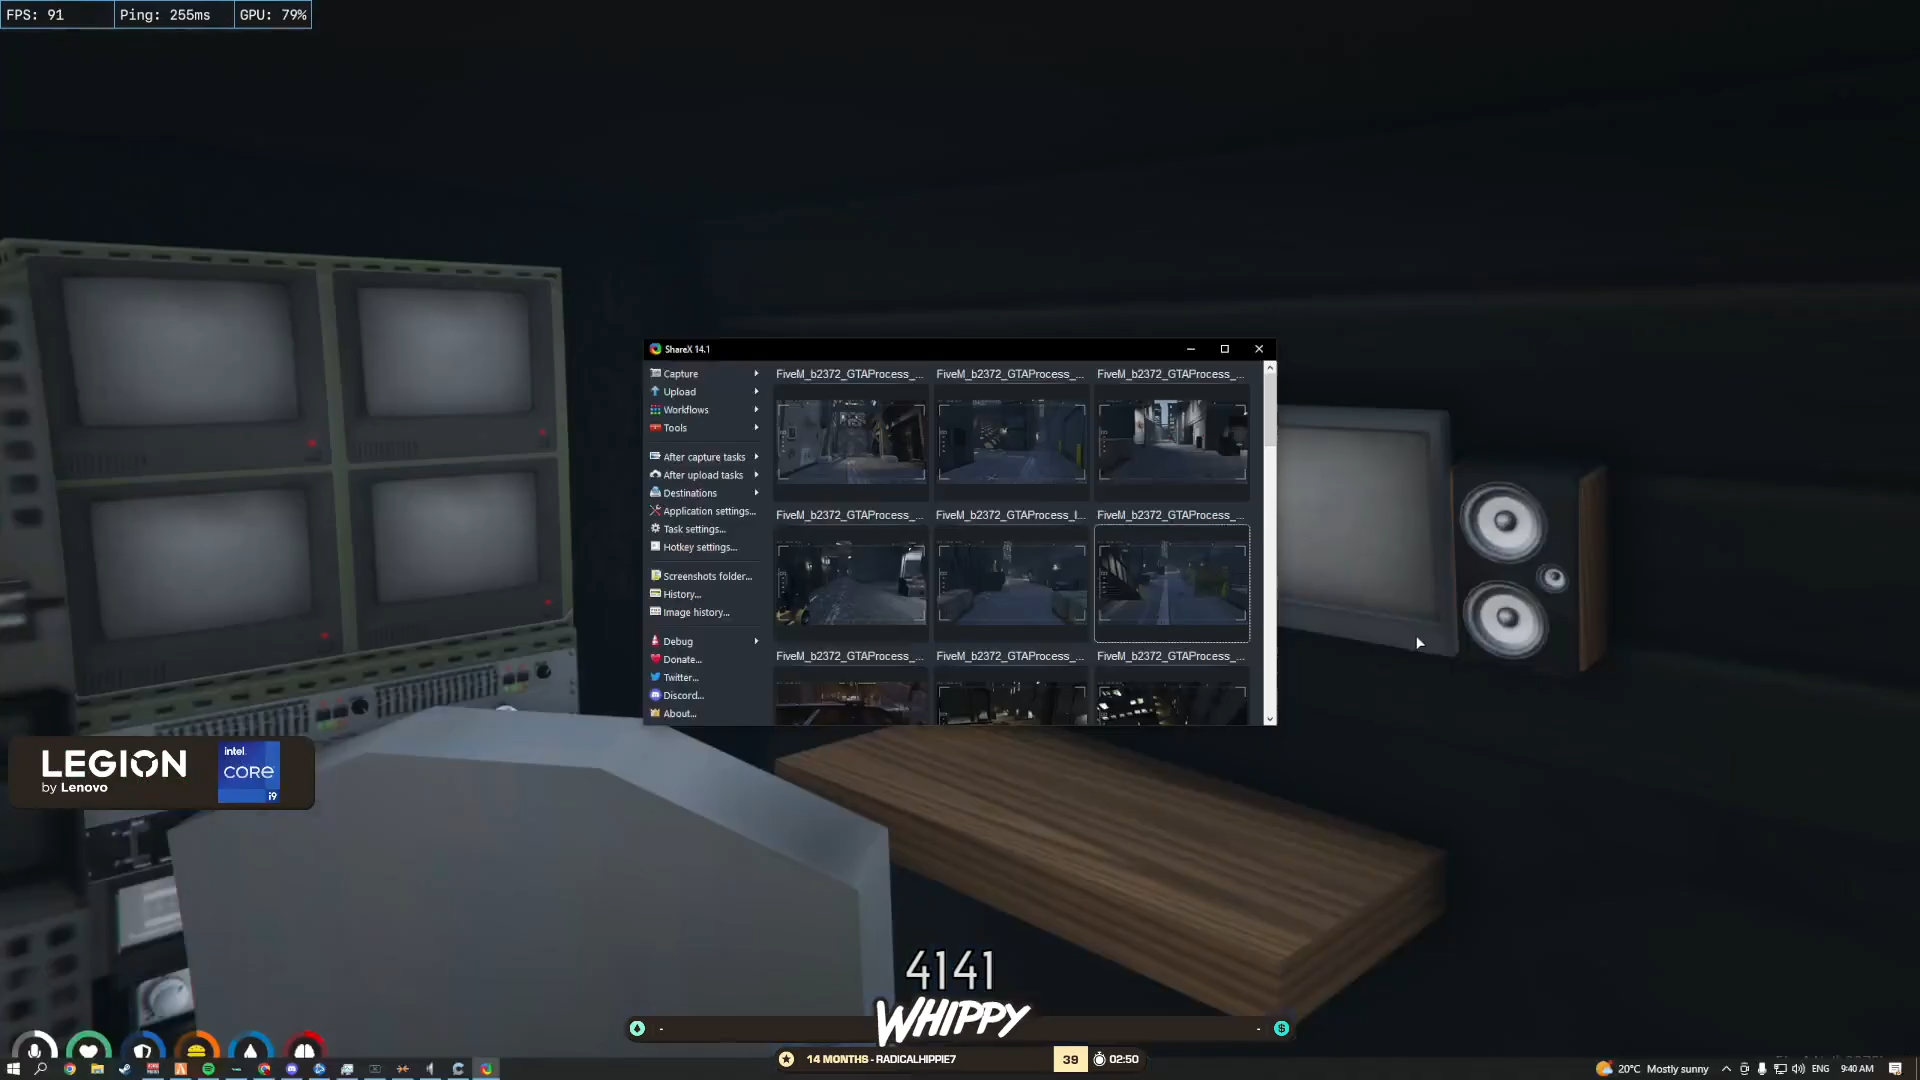 FPS: 91 Ping: 255ms GPU: 79%
ShareX 14.1
Capture
Upload
Workflows
Tools
After capture tasks
After upload tasks
Destinations
Application settings...
Task settings...
Hotkey settings...
Screenshots folder...
History...
Image history...
Debug
Donate...
Twitter...
Discord...
About...
FiveM_b2372_GTAProcess_... FiveM_b2372_GTAProcess_... FiveM_b2372_GTAProcess_...
FiveM_b2372_GTAProcess_... FiveM_b2372_GTAProcess_l... FiveM_b2372_GTAProcess_...
FiveM_b2372_GTAProcess_... FiveM_b2372_GTAProcess_... FiveM_b2372_GTAProcess_...
LEGION
by Lenovo
intel.
CORE
i9
4141
WHIPPY
- -
14 MONTHS - RADICALHIPPIE7 39 02:50
20°C Mostly sunny ENG 9:40 AM